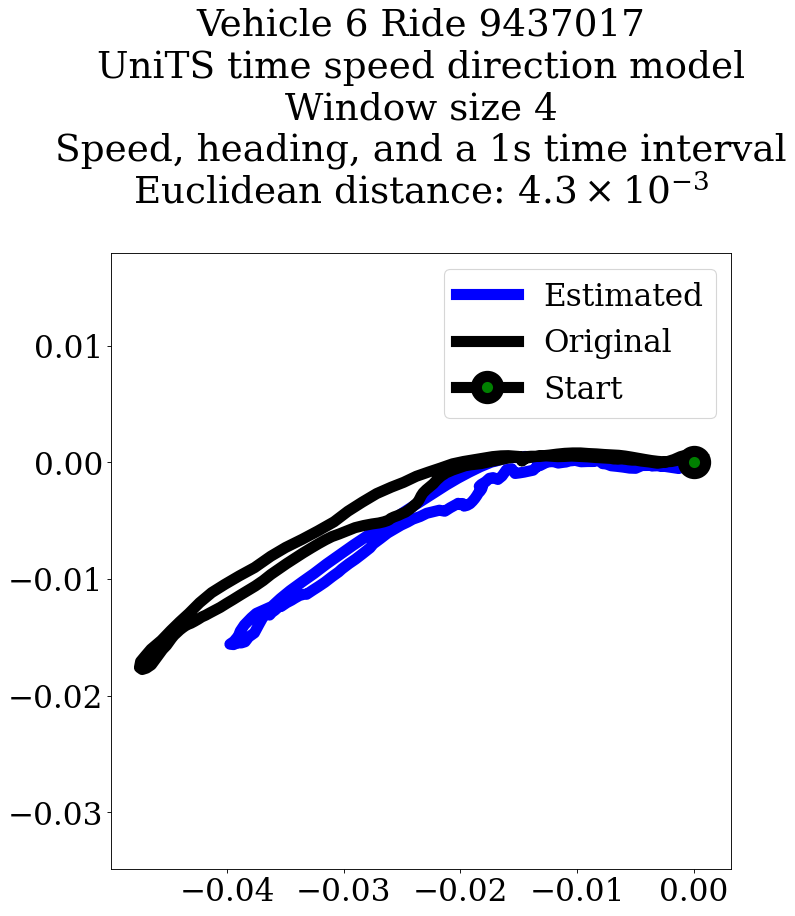 Vehicle 6 Ride 9437017
UniTS time speed direction model
Window size 4
Speed, heading, and a 1s time interval
Euclidean distance: 4.3 × 10⁻³
Estimated
Original
Start
0.01
0.00
−0.01
−0.02
−0.03
−0.04 −0.03 −0.02 −0.01 0.00